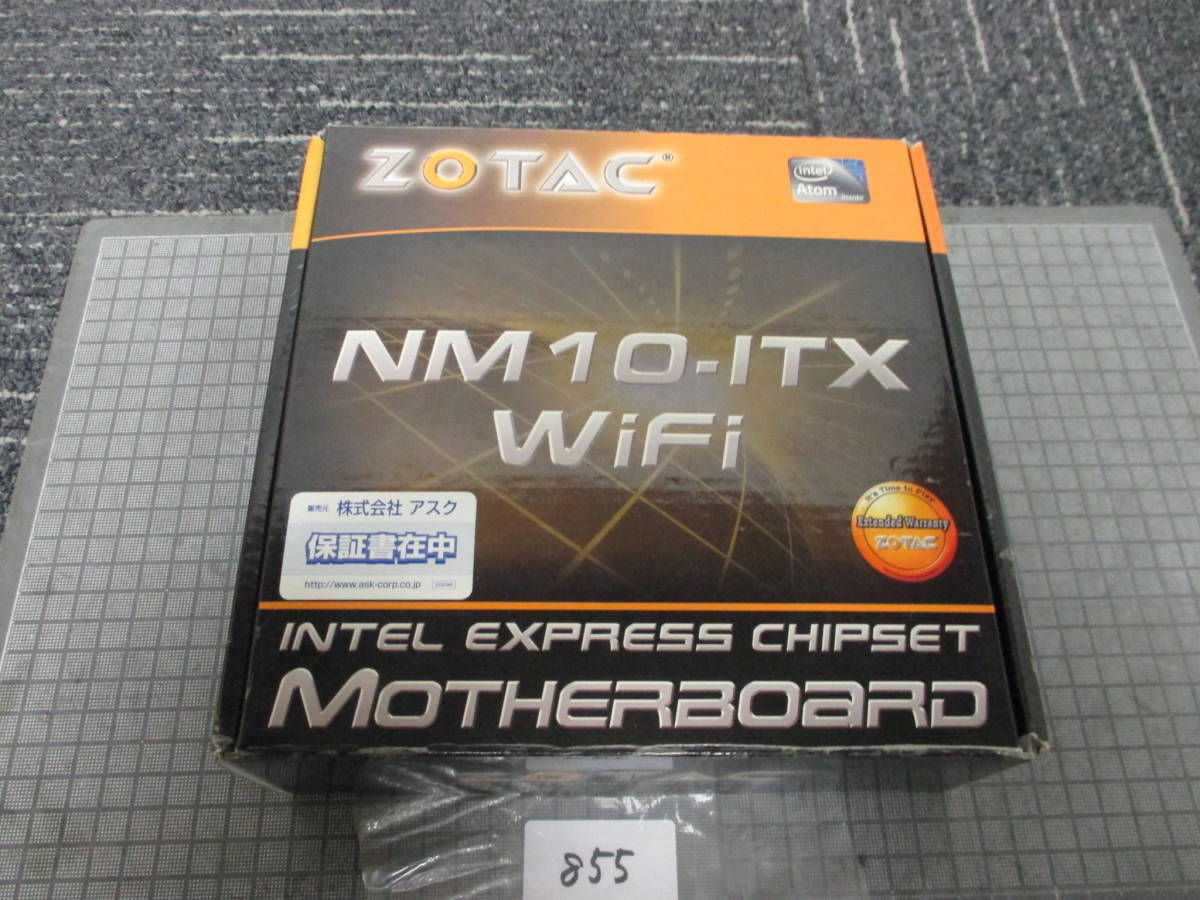 ZOTAC®
intel
Atom
inside
NM10-ITX
WiFi
販売元 株式会社 アスク
保証書在中
http://www.ask-corp.co.jp
It's Time to Play
Extended Warranty
ZOTAC
INTEL EXPRESS CHIPSET
MOTHERBOARD
855